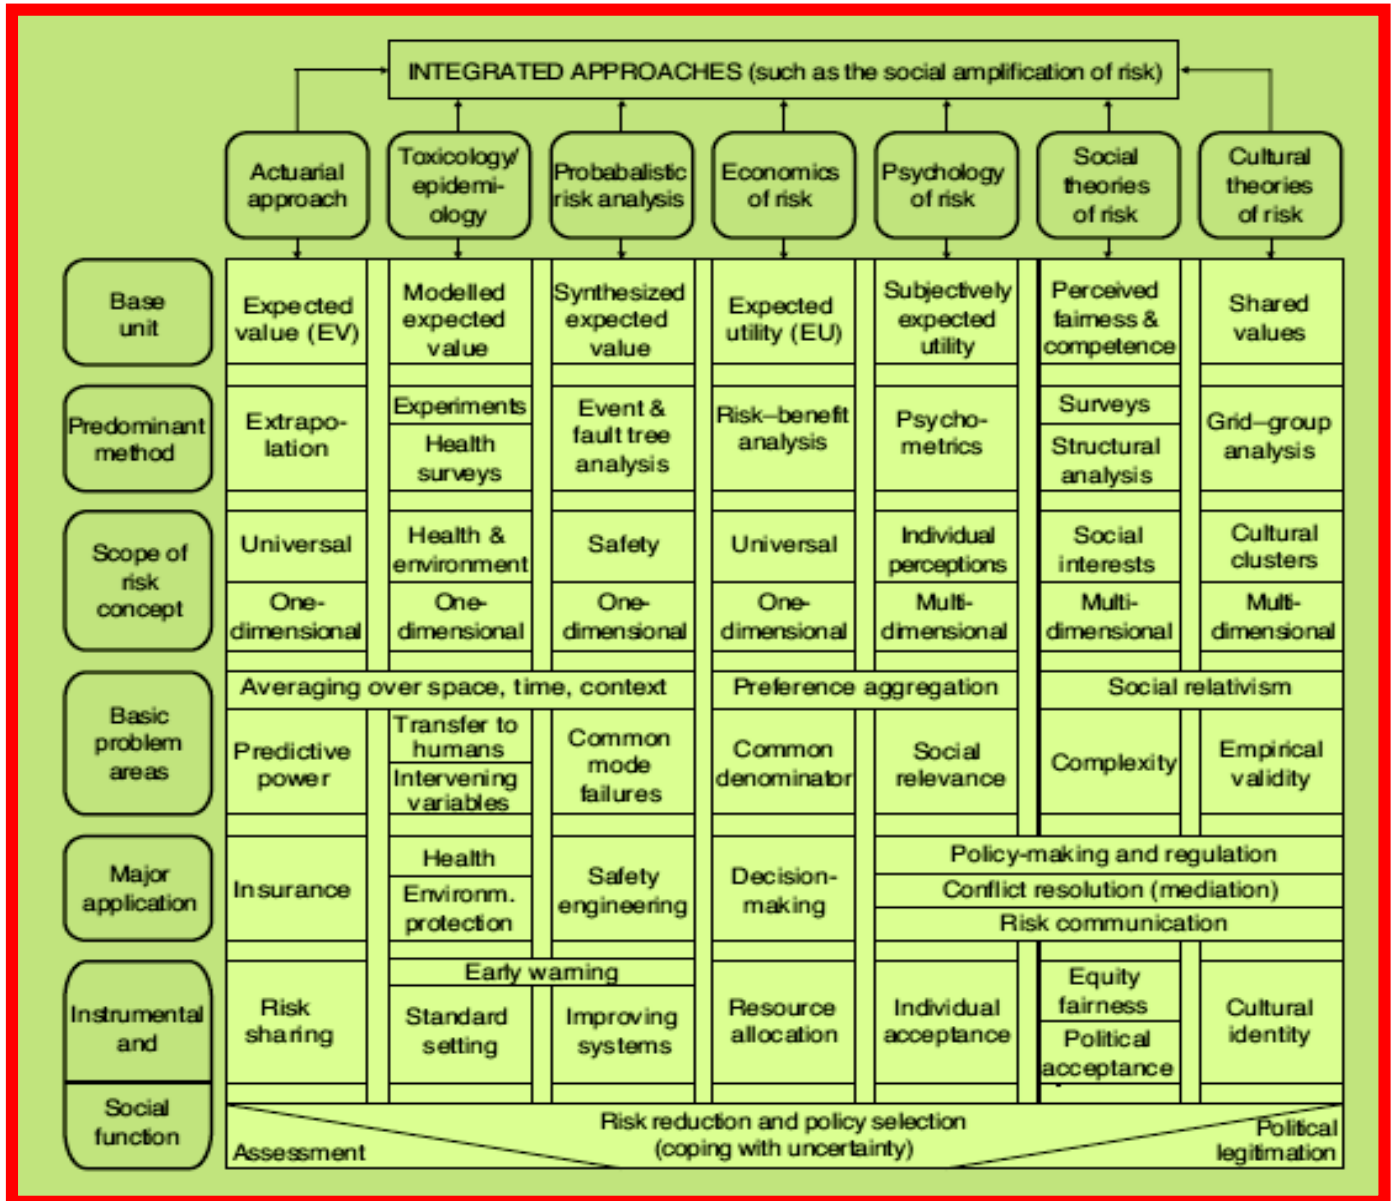 INTEGRATED APPROACHES (such as the social amplification of risk)
Actuarial
approach
Toxicology/
epidemi-
ology
Probabalistic
risk analysis
Economics
of risk
Psychology
of risk
Social
theories
of risk
Cultural
theories
of risk
Base
unit
Expected
value (EV)
Modelled
expected
value
Synthesized
expected
value
Expected
utility (EU)
Subjectively
expected
utility
Perceived
fairness &
competence
Shared
values
Predominant
method
Extrapo-
lation
Experiments
Health
surveys
Event &
fault tree
analysis
Risk–benefit
analysis
Psycho-
metrics
Surveys
Structural
analysis
Grid–group
analysis
Scope of
risk
concept
Universal
Health &
environment
Safety
Universal
Individual
perceptions
Social
interests
Cultural
clusters
One-
dimensional
One-
dimensional
One-
dimensional
One-
dimensional
Multi-
dimensional
Multi-
dimensional
Multi-
dimensional
Basic
problem
areas
Averaging over space, time, context
Preference aggregation
Social relativism
Predictive
power
Transfer to
humans
Intervening
variables
Common
mode
failures
Common
denominator
Social
relevance
Complexity
Empirical
validity
Major
application
Insurance
Health
Environm.
protection
Safety
engineering
Decision-
making
Policy-making and regulation
Conflict resolution (mediation)
Risk communication
Instrumental
and
Risk
sharing
Early warning
Standard
setting
Improving
systems
Resource
allocation
Individual
acceptance
Equity
fairness
Political
acceptance
Cultural
identity
Social
function
Assessment
Risk reduction and policy selection
(coping with uncertainty)
Political
legitimation